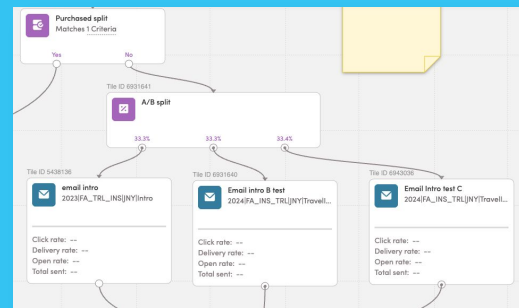 Purchased split
Matches 1 Criteria
Yes
No
Tile ID 6931641
A/B split
33.3%
33.3%
33.4%
Tile ID 5438136
email intro
2023|FA_TRL_INS|JNY|Intro
Click rate: --
Delivery rate: --
Open rate: --
Total sent: --
Tile ID 6931640
Email intro B test
2024|FA_INS_TRL|JNY|Travell...
Click rate: --
Delivery rate: --
Open rate: --
Total sent: --
Tile ID 6943036
Email Intro test C
2024|FA_INS_TRL|JNY|Travell...
Click rate: --
Delivery rate: --
Open rate: --
Total sent: --